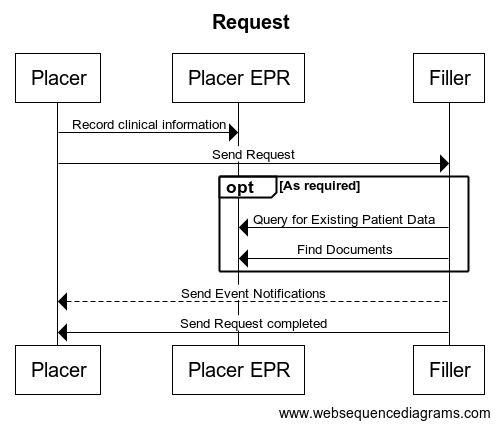 Request
Placer Placer EPR Filler
Record clinical information
Send Request
opt [As required]
Query for Existing Patient Data
Find Documents
Send Event Notifications
Send Request completed
Placer Placer EPR Filler
www.websequencediagrams.com